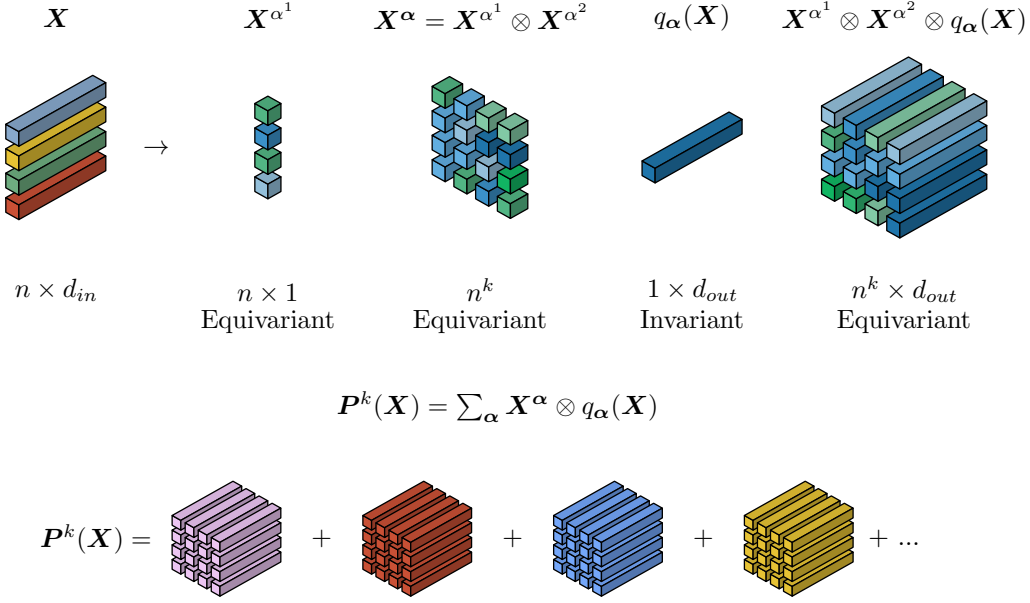 X X^{α^1} X^α = X^{α^1} ⊗ X^{α^2} q_α(X) X^{α^1} ⊗ X^{α^2} ⊗ q_α(X)
→
n × d_{in} n × 1 n^k 1 × d_{out} n^k × d_{out}
Equivariant Equivariant Invariant Equivariant
P^k(X) = ∑_α X^α ⊗ q_α(X)
P^k(X) = + + + + ...